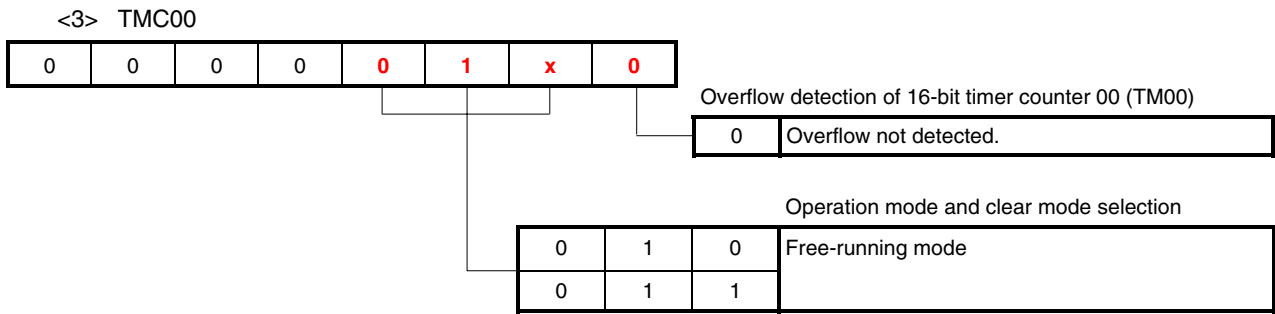 <3> TMC00
0 0 0 0 0 1 x 0
Overflow detection of 16-bit timer counter 00 (TM00)
0 Overflow not detected.
Operation mode and clear mode selection
0 1 0 Free-running mode
0 1 1